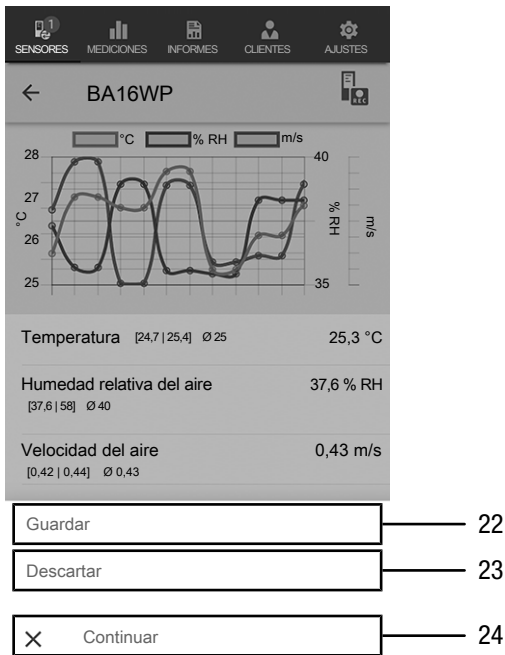 1
SENSORES MEDICIONES INFORMES CLIENTES AJUSTES
BA16WP
REC
°C % RH m/s
28 40
27
°C % RH m/s
26
25 35
Temperatura [24,7 | 25,4] Ø 25 25,3 °C
Humedad relativa del aire 37,6 % RH
[37,6 | 58] Ø 40
Velocidad del aire 0,43 m/s
[0,42 | 0,44] Ø 0,43
Guardar 22
Descartar 23
Continuar 24